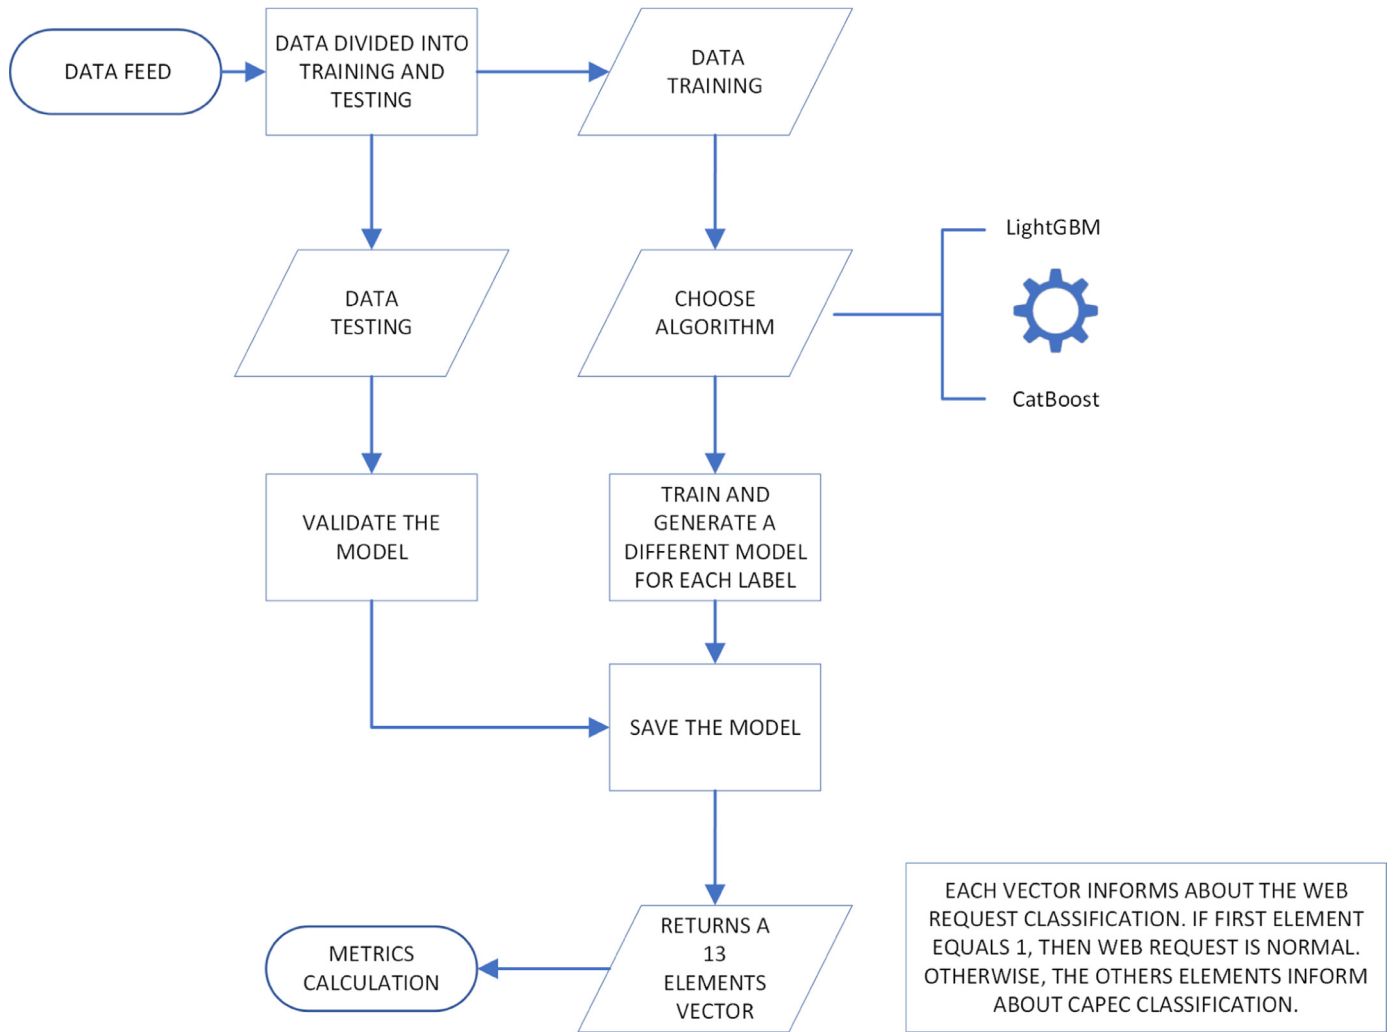 DATA FEED
DATA DIVIDED INTO
TRAINING AND
TESTING
DATA
TRAINING
DATA
TESTING
CHOOSE
ALGORITHM
LightGBM
CatBoost
VALIDATE THE
MODEL
TRAIN AND
GENERATE A
DIFFERENT MODEL
FOR EACH LABEL
SAVE THE MODEL
RETURNS A
13
ELEMENTS
VECTOR
METRICS
CALCULATION
EACH VECTOR INFORMS ABOUT THE WEB
REQUEST CLASSIFICATION. IF FIRST ELEMENT
EQUALS 1, THEN WEB REQUEST IS NORMAL.
OTHERWISE, THE OTHERS ELEMENTS INFORM
ABOUT CAPEC CLASSIFICATION.